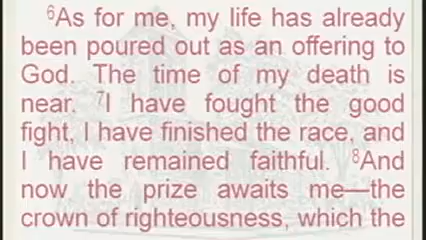 ⁶As for me, my life has already
been poured out as an offering to
God. The time of my death is
near. ⁷I have fought the good
fight, I have finished the race, and
I have remained faithful. ⁸And
now the prize awaits me—the
crown of righteousness, which the